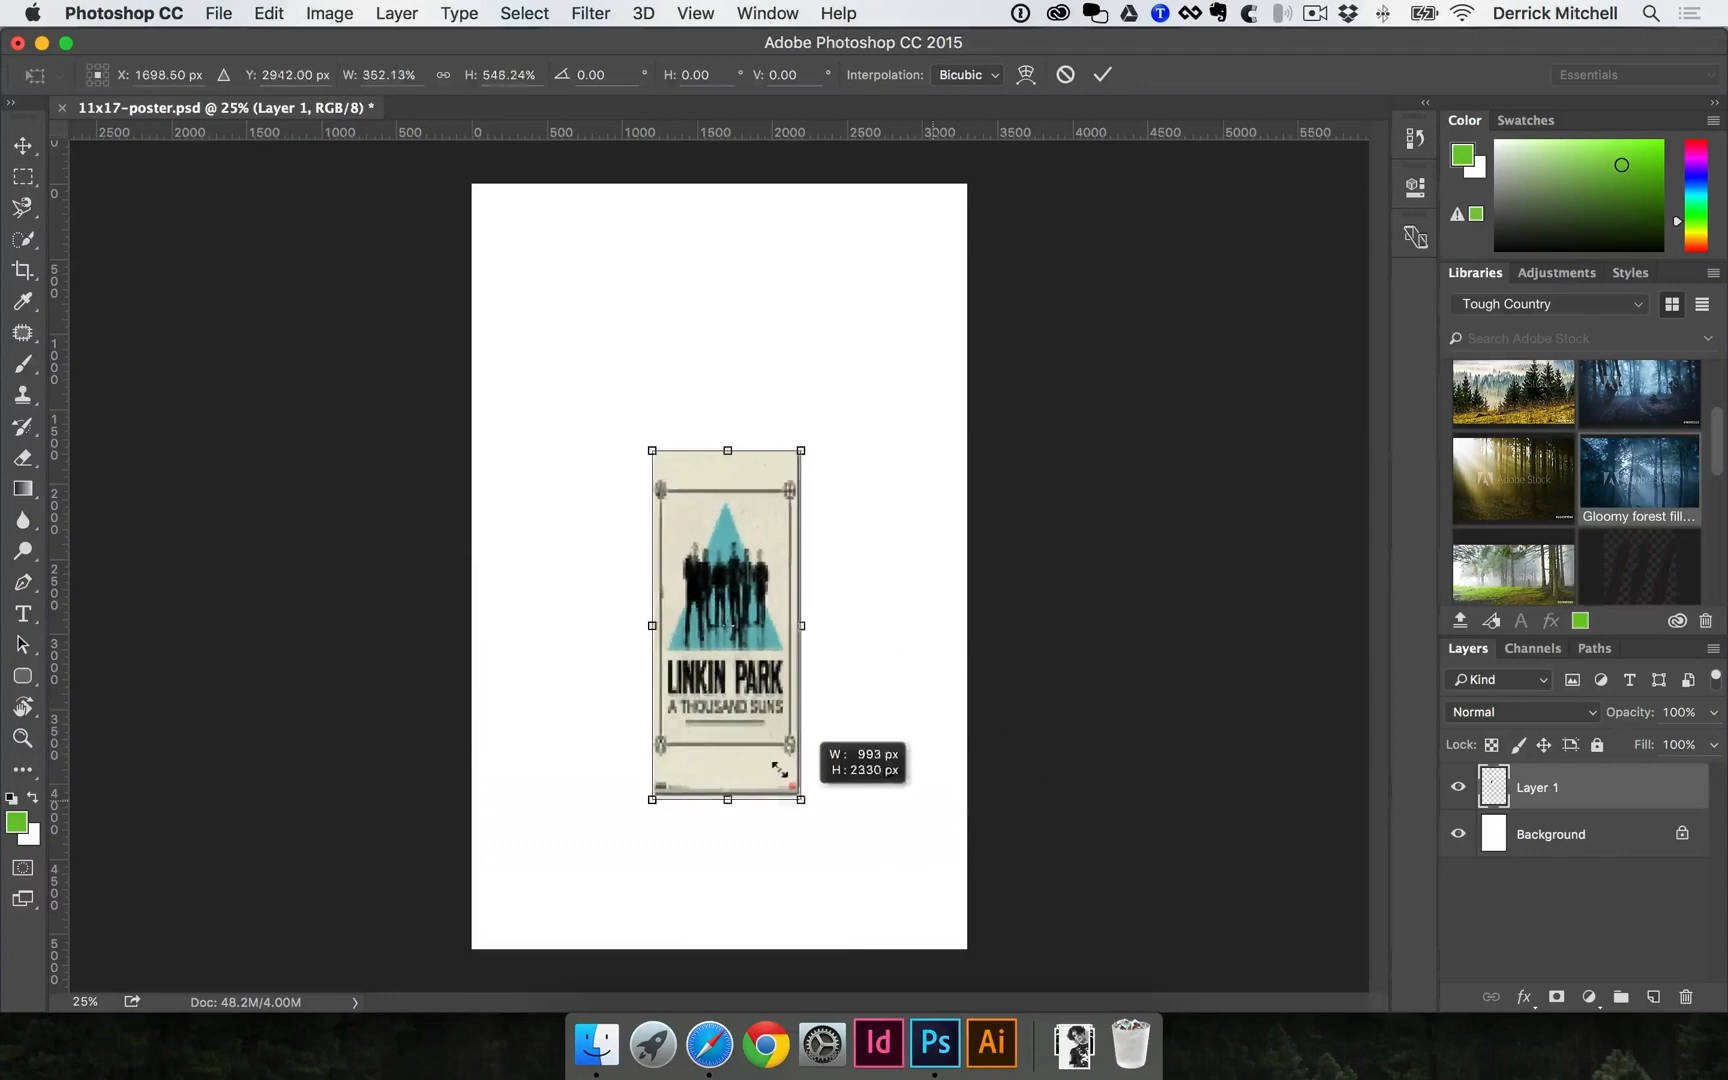 Photoshop CC File Edit Image Layer Type Select Filter 3D View Window Help Derrick Mitchell
Adobe Photoshop CC 2015
X: 1698.50 px Y: 2942.00 px W: 352.13% H: 546.24% 0.00 ° H: 0.00 ° V: 0.00 ° Interpolation: Bicubic Essentials
11x17-poster.psd @ 25% (Layer 1, RGB/8) *
2500 2000 1500 1000 500 0 500 1000 1500 2000 2500 3000 3500 4000 4500 5000 5500
Color Swatches
Libraries Adjustments Styles
Tough Country
Search Adobe Stock
Adobe Stock
Adobe Stock
Gloomy forest fill...
LINKIN PARK
A THOUSAND SUNS
W: 993 px
H: 2330 px
Layers Channels Paths
Kind
Normal Opacity: 100%
Lock: Fill: 100%
Layer 1
Background
25% Doc: 48.2M/4.00M
Id Ps Ai